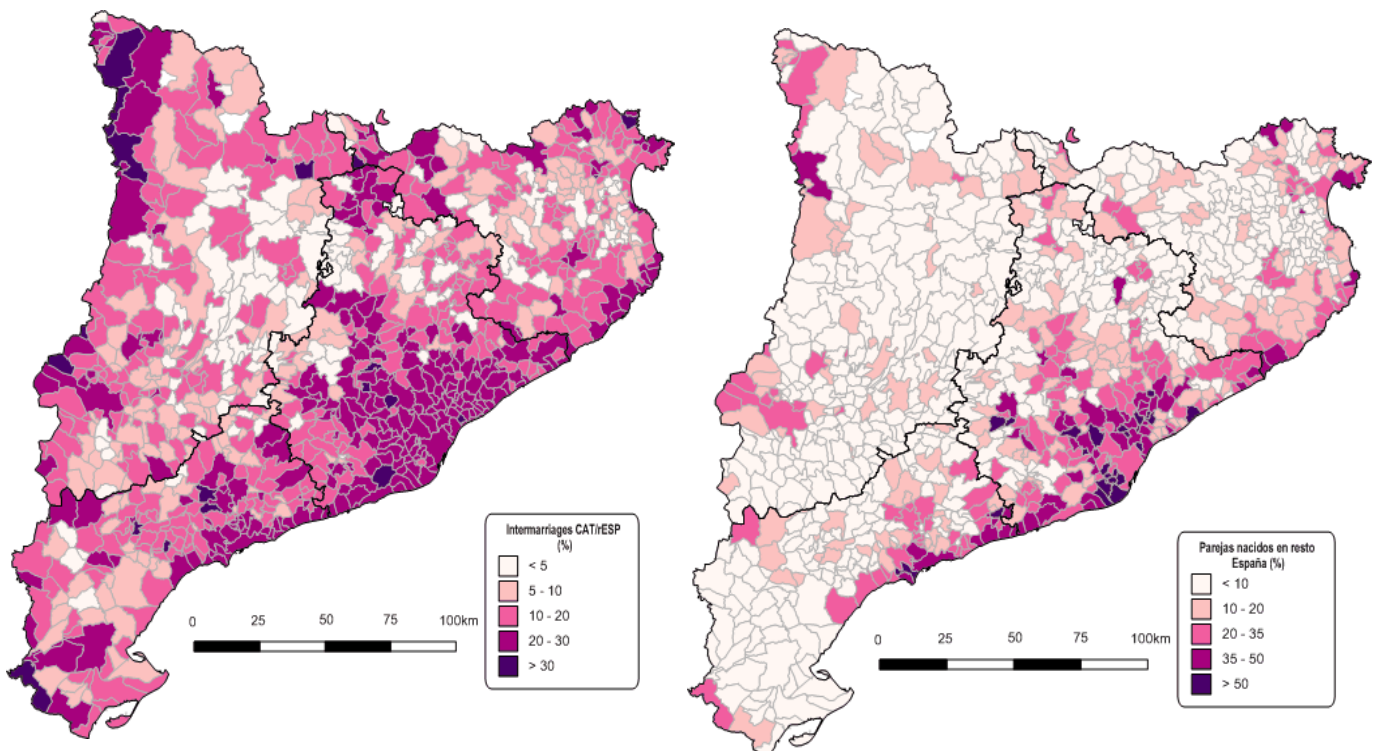 Intermarriages CAT/rESP
(%)
< 5
5 - 10
10 - 20
20 - 30
> 30
0 25 50 75 100km
Parejas nacidos en resto
España (%)
< 10
10 - 20
20 - 35
35 - 50
> 50
0 25 50 75 100km